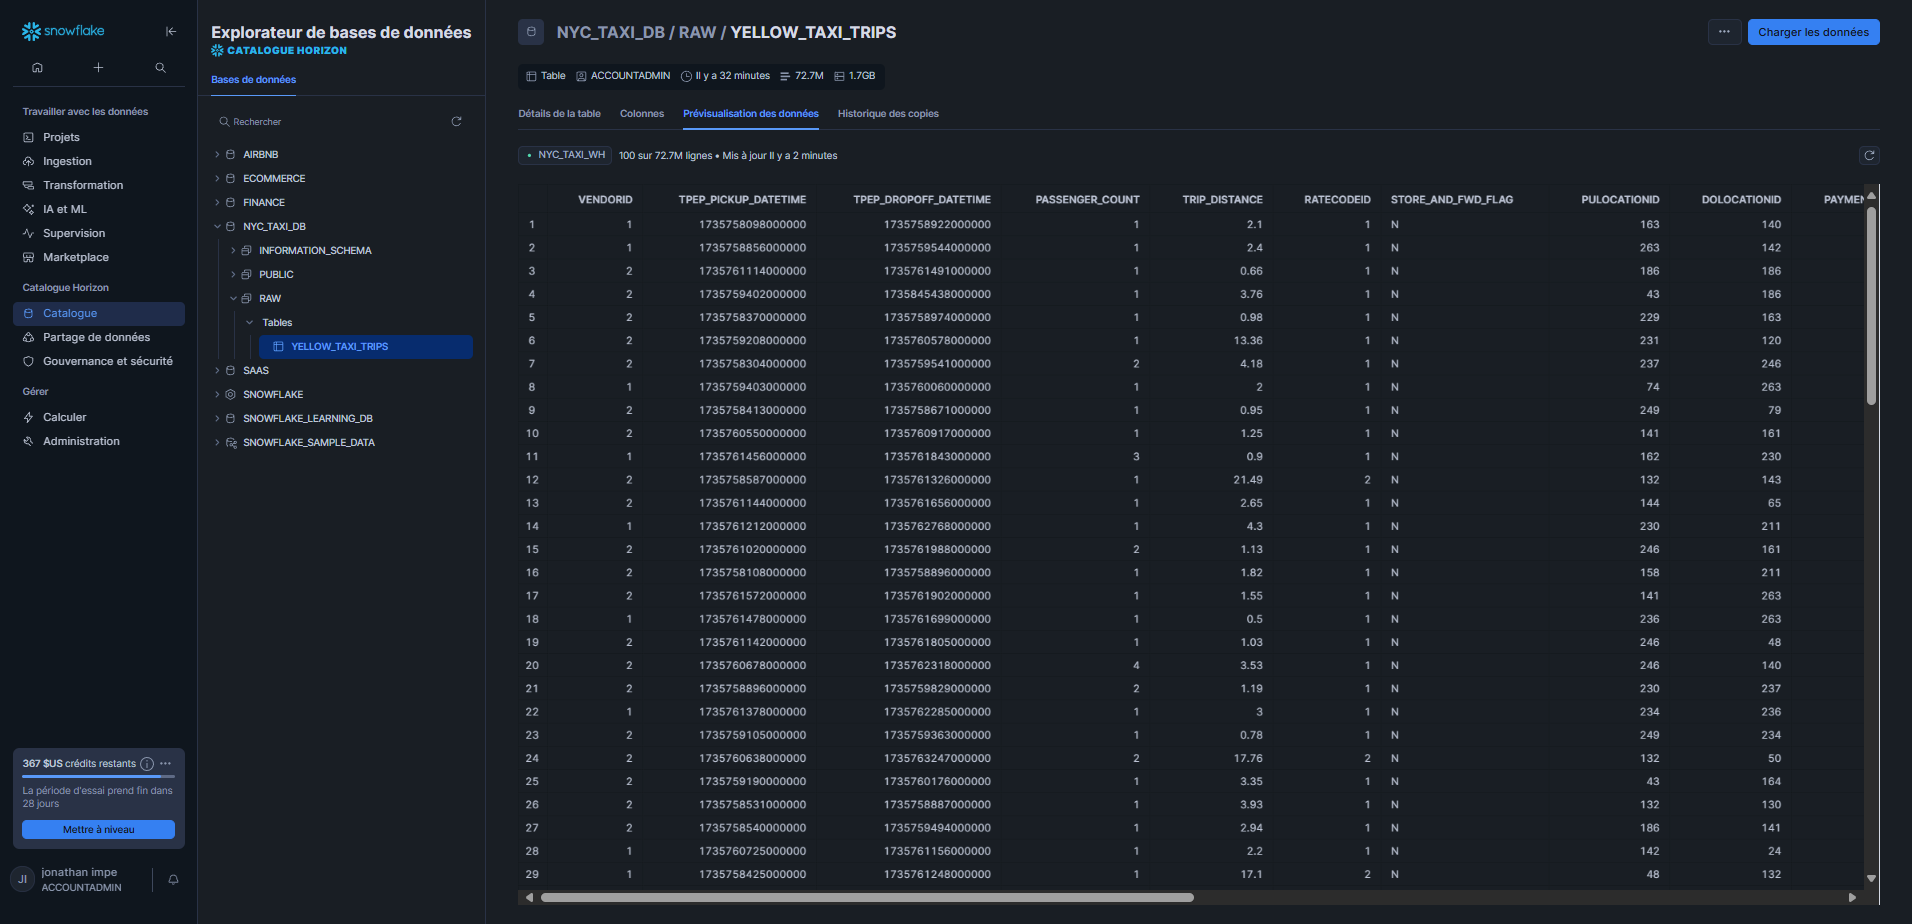 snowflake
Travailler avec les données
Projets
Ingestion
Transformation
IA et ML
Supervision
Marketplace
Catalogue Horizon
Catalogue
Partage de données
Gouvernance et sécurité
Gérer
Calculer
Administration
367 $US crédits restants
La période d'essai prend fin dans
28 jours
Mettre à niveau
JI
jonathan impe
ACCOUNTADMIN
Explorateur de bases de données
CATALOGUE HORIZON
Bases de données
Rechercher
AIRBNB
ECOMMERCE
FINANCE
NYC_TAXI_DB
INFORMATION_SCHEMA
PUBLIC
RAW
Tables
YELLOW_TAXI_TRIPS
SAAS
SNOWFLAKE
SNOWFLAKE_LEARNING_DB
SNOWFLAKE_SAMPLE_DATA
NYC_TAXI_DB / RAW / YELLOW_TAXI_TRIPS
Charger les données
Table ACCOUNTADMIN Il y a 32 minutes 72.7M 1.7GB
Détails de la table Colonnes Prévisualisation des données Historique des copies
NYC_TAXI_WH 100 sur 72.7M lignes • Mis à jour Il y a 2 minutes
VENDORID TPEP_PICKUP_DATETIME TPEP_DROPOFF_DATETIME PASSENGER_COUNT TRIP_DISTANCE RATECODEID STORE_AND_FWD_FLAG PULOCATIONID DOLOCATIONID PAYMEN
1 1 1735758098000000 1735758922000000 1 2.1 1 N 163 140
2 1 1735758856000000 1735759544000000 1 2.4 1 N 263 142
3 2 1735761114000000 1735761491000000 1 0.66 1 N 186 186
4 2 1735759402000000 1735845438000000 1 3.76 1 N 43 186
5 2 1735758370000000 1735758974000000 1 0.98 1 N 229 163
6 2 1735759208000000 1735760578000000 1 13.36 1 N 231 120
7 2 1735758304000000 1735759541000000 2 4.18 1 N 237 246
8 1 1735759403000000 1735760060000000 1 2 1 N 74 263
9 2 1735758413000000 1735758671000000 1 0.95 1 N 249 79
10 2 1735760550000000 1735760917000000 1 1.25 1 N 141 161
11 1 1735761456000000 1735761843000000 3 0.9 1 N 162 230
12 2 1735758587000000 1735761326000000 1 21.49 2 N 132 143
13 2 1735761144000000 1735761656000000 1 2.65 1 N 144 65
14 1 1735761212000000 1735762768000000 1 4.3 1 N 230 211
15 2 1735761020000000 1735761988000000 2 1.13 1 N 246 161
16 2 1735758108000000 1735758896000000 1 1.82 1 N 158 211
17 2 1735761572000000 1735761902000000 1 1.55 1 N 141 263
18 1 1735761478000000 1735761699000000 1 0.5 1 N 236 263
19 2 1735761142000000 1735761805000000 1 1.03 1 N 246 48
20 2 1735760678000000 1735762318000000 4 3.53 1 N 246 140
21 2 1735758896000000 1735759829000000 2 1.19 1 N 230 237
22 1 1735761378000000 1735762285000000 1 3 1 N 234 236
23 2 1735759105000000 1735759363000000 1 0.78 1 N 249 234
24 2 1735760638000000 1735763247000000 2 17.76 2 N 132 50
25 2 1735759190000000 1735760176000000 1 3.35 1 N 43 164
26 2 1735758531000000 1735758887000000 1 3.93 1 N 132 130
27 2 1735758540000000 1735759494000000 1 2.94 1 N 186 141
28 1 1735760725000000 1735761156000000 1 2.2 1 N 142 24
29 1 1735758425000000 1735761248000000 1 17.1 2 N 48 132